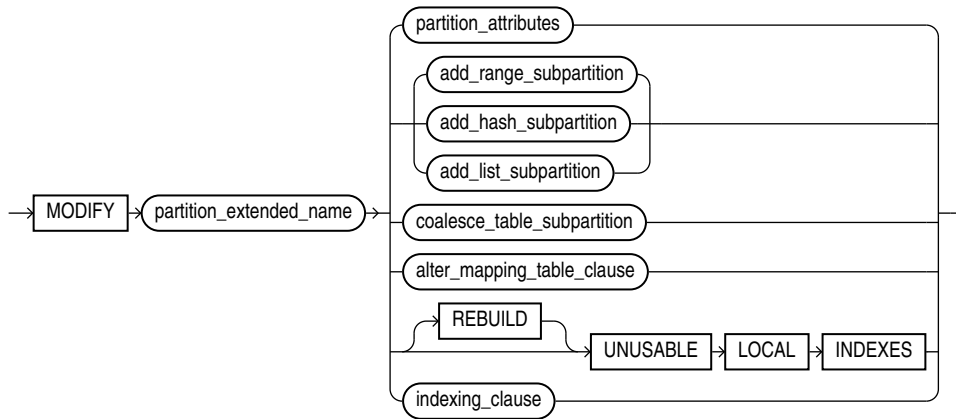 partition_attributes
add_range_subpartition
add_hash_subpartition
add_list_subpartition
MODIFY partition_extended_name
coalesce_table_subpartition
alter_mapping_table_clause
REBUILD
UNUSABLE LOCAL INDEXES
indexing_clause